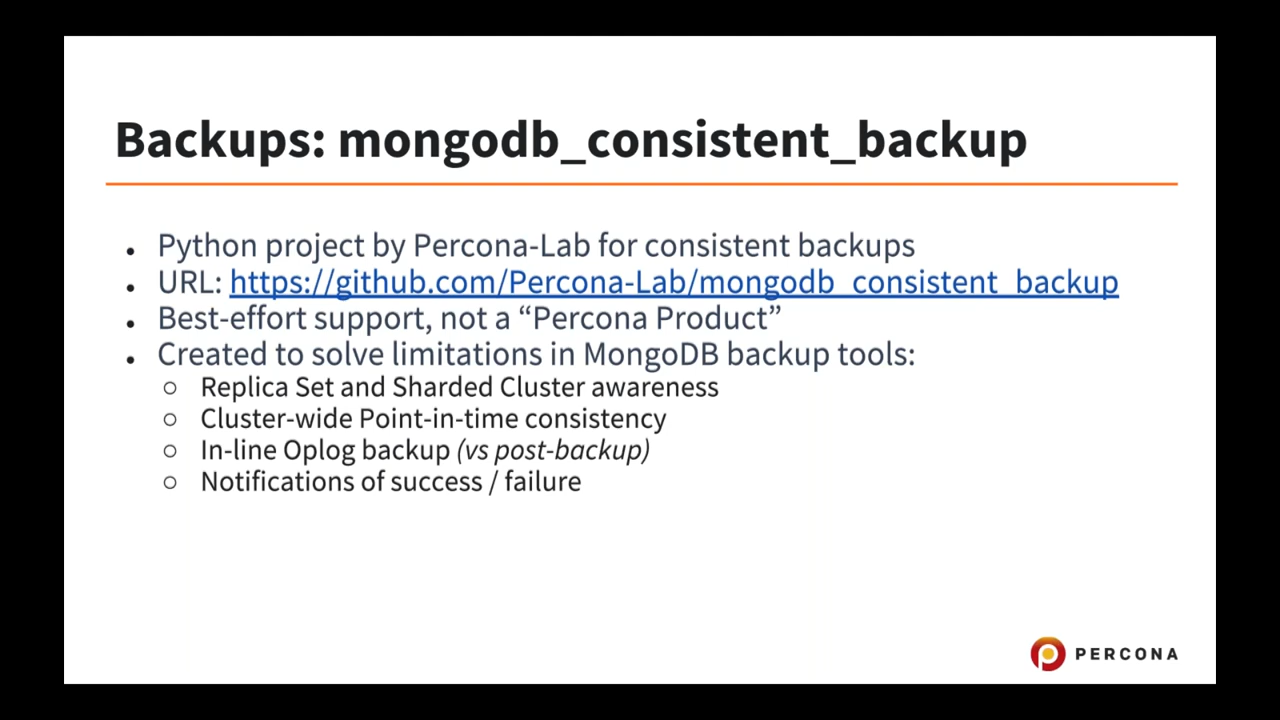 Backups: mongodb_consistent_backup
• Python project by Percona-Lab for consistent backups
• URL: https://github.com/Percona-Lab/mongodb_consistent_backup
• Best-effort support, not a “Percona Product”
• Created to solve limitations in MongoDB backup tools:
○ Replica Set and Sharded Cluster awareness
○ Cluster-wide Point-in-time consistency
○ In-line Oplog backup (vs post-backup)
○ Notifications of success / failure
PERCONA